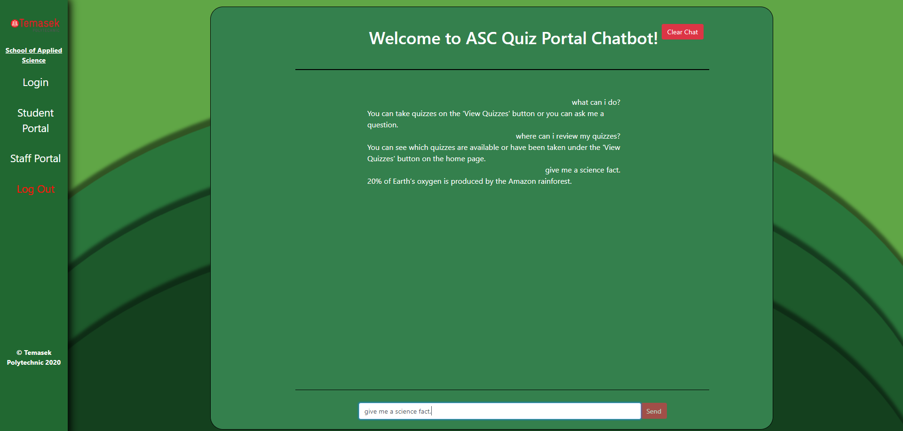 Temasek
School of Applied
Science
Login
Student
Portal
Staff Portal
Log Out
© Temasek
Polytechnic 2020
Welcome to ASC Quiz Portal Chatbot!
Clear Chat
what can i do?
You can take quizzes on the 'View Quizzes' button or you can ask me a
question.
where can i review my quizzes?
You can see which quizzes are available or have been taken under the 'View
Quizzes' button on the home page.
give me a science fact.
20% of Earth's oxygen is produced by the Amazon rainforest.
give me a science fact.
Send